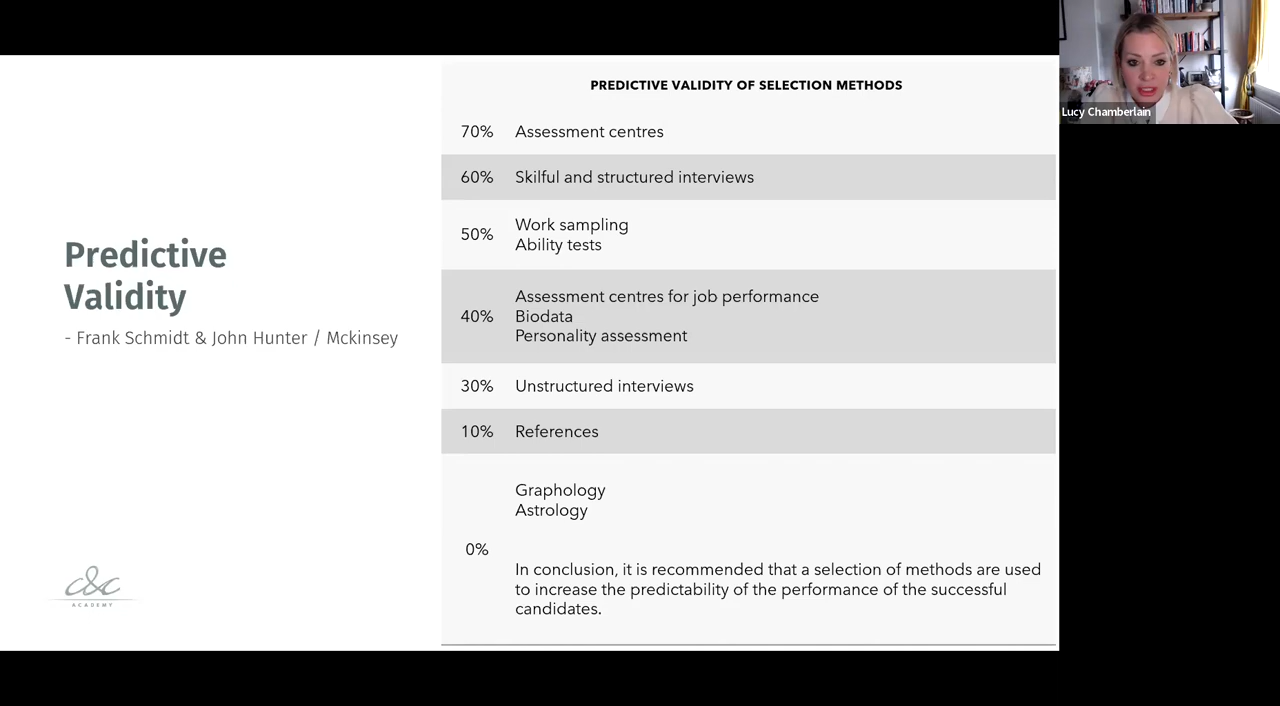 PREDICTIVE VALIDITY OF SELECTION METHODS
70% Assessment centres
60% Skilful and structured interviews
50% Work sampling
Ability tests
40% Assessment centres for job performance
Biodata
Personality assessment
30% Unstructured interviews
10% References
0% Graphology
Astrology
In conclusion, it is recommended that a selection of methods are used
to increase the predictability of the performance of the successful
candidates.
Predictive
Validity
- Frank Schmidt & John Hunter / Mckinsey
c&c
ACADEMY
Lucy Chamberlain